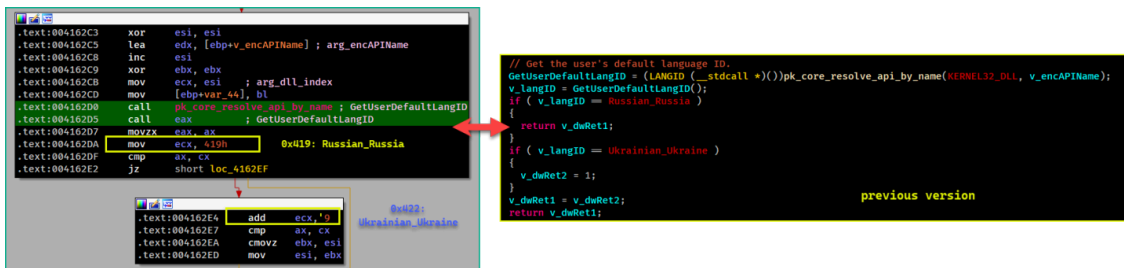 .text:004162C3 xor esi, esi
.text:004162C5 lea edx, [ebp+v_encAPIName] ; arg_encAPIName
.text:004162C8 inc esi
.text:004162C9 xor ebx, ebx
.text:004162CB mov ecx, esi ; arg_dll_index
.text:004162CD mov [ebp+var_44], bl
.text:004162D0 call pk_core_resolve_api_by_name ; GetUserDefaultLangID
.text:004162D5 call eax ; GetUserDefaultLangID
.text:004162D7 movzx eax, ax
.text:004162DA mov ecx, 419h 0x419: Russian_Russia
.text:004162DF cmp ax, cx
.text:004162E2 jz short loc_4162EF
.text:004162E4 add ecx,'9
.text:004162E7 cmp ax, cx
.text:004162EA cmovz ebx, esi
.text:004162ED mov esi, ebx
0x422:
Ukrainian_Ukraine
// Get the user's default language ID.
GetUserDefaultLangID = (LANGID (__stdcall *)())pk_core_resolve_api_by_name(KERNEL32_DLL, v_encAPIName);
v_langID = GetUserDefaultLangID();
if ( v_langID == Russian_Russia )
{
return v_dwRet1;
}
if ( v_langID == Ukrainian_Ukraine )
{
v_dwRet2 = 1;
}
v_dwRet1 = v_dwRet2;
return v_dwRet1;
previous version